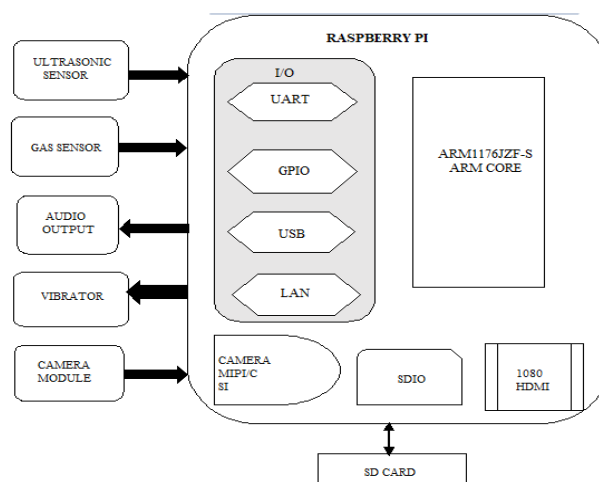 RASPBERRY PI
ULTRASONIC
SENSOR
GAS SENSOR
AUDIO
OUTPUT
VIBRATOR
CAMERA
MODULE
I/O
UART
GPIO
USB
LAN
ARM1176JZF-S
ARM CORE
CAMERA
MIPI/C
SI
SDIO
1080
HDMI
SD CARD